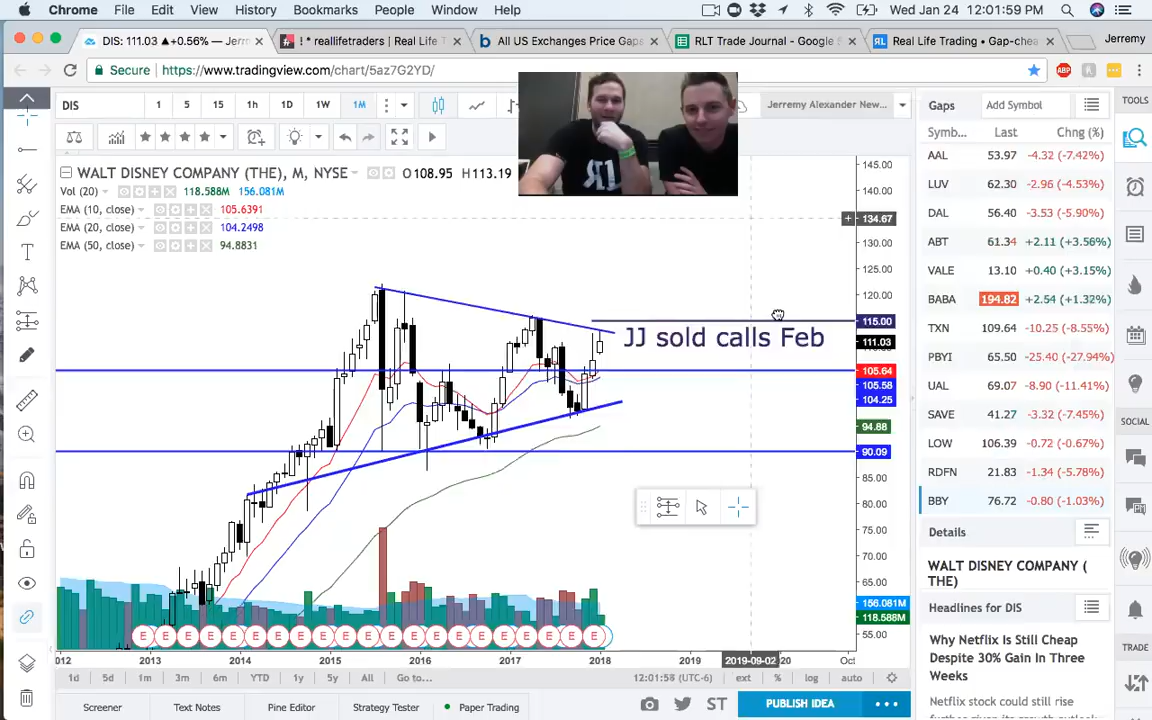 Chrome File Edit View History Bookmarks People Window Help Wed Jan 24 12:01:59 PM
DIS: 111.03 ▲+0.56% — Jerr
! * reallifetraders | Real Life T
All US Exchanges Price Gaps
RLT Trade Journal - Google S
Real Life Trading • Gap-chea
Jerremy
Secure https://www.tradingview.com/chart/5az7G2YD/
DIS 1 5 15 1h 1D 1W 1M
Jerremy Alexander New...
Gaps Add Symbol
TOOLS
Symb... Last Chng (%)
WALT DISNEY COMPANY (THE), M, NYSE O108.95 H113.19
Vol (20) 118.588M 156.081M
EMA (10, close) 105.6391
EMA (20, close) 104.2498
EMA (50, close) 94.8831
R1
AAL 53.97 -4.32 (-7.42%)
LUV 62.30 -2.96 (-4.53%)
DAL 56.40 -3.53 (-5.90%)
ABT 61.34 +2.11 (+3.56%)
VALE 13.10 +0.40 (+3.15%)
BABA 194.82 +2.54 (+1.32%)
TXN 109.64 -10.25 (-8.55%)
PBYI 65.50 -25.40 (-27.94%)
UAL 69.07 -8.90 (-11.41%)
SAVE 41.27 -3.32 (-7.45%)
LOW 106.39 -0.72 (-0.67%)
RDFN 21.83 -1.34 (-5.78%)
BBY 76.72 -0.80 (-1.03%)
SOCIAL
145.00
140.00
134.67
130.00
125.00
120.00
115.00
JJ sold calls Feb
111.03
105.64
105.58
104.25
94.88
90.09
85.00
80.00
75.00
70.00
65.00
156.081M
118.588M
55.00
E E E E E E E E E E E E E E E E E E E E E
2012 2013 2014 2015 2016 2017 2018 2019 2019-09-02 20 Oct
1d 5d 1m 3m 6m YTD 1y 5y All Go to... 12:01:58 (UTC-6) ext % log auto
Screener Text Notes Pine Editor Strategy Tester Paper Trading ST PUBLISH IDEA
Details
WALT DISNEY COMPANY (
THE)
Headlines for DIS
Why Netflix Is Still Cheap
Despite 30% Gain In Three
Weeks
Netflix stock could still rise
TRADE